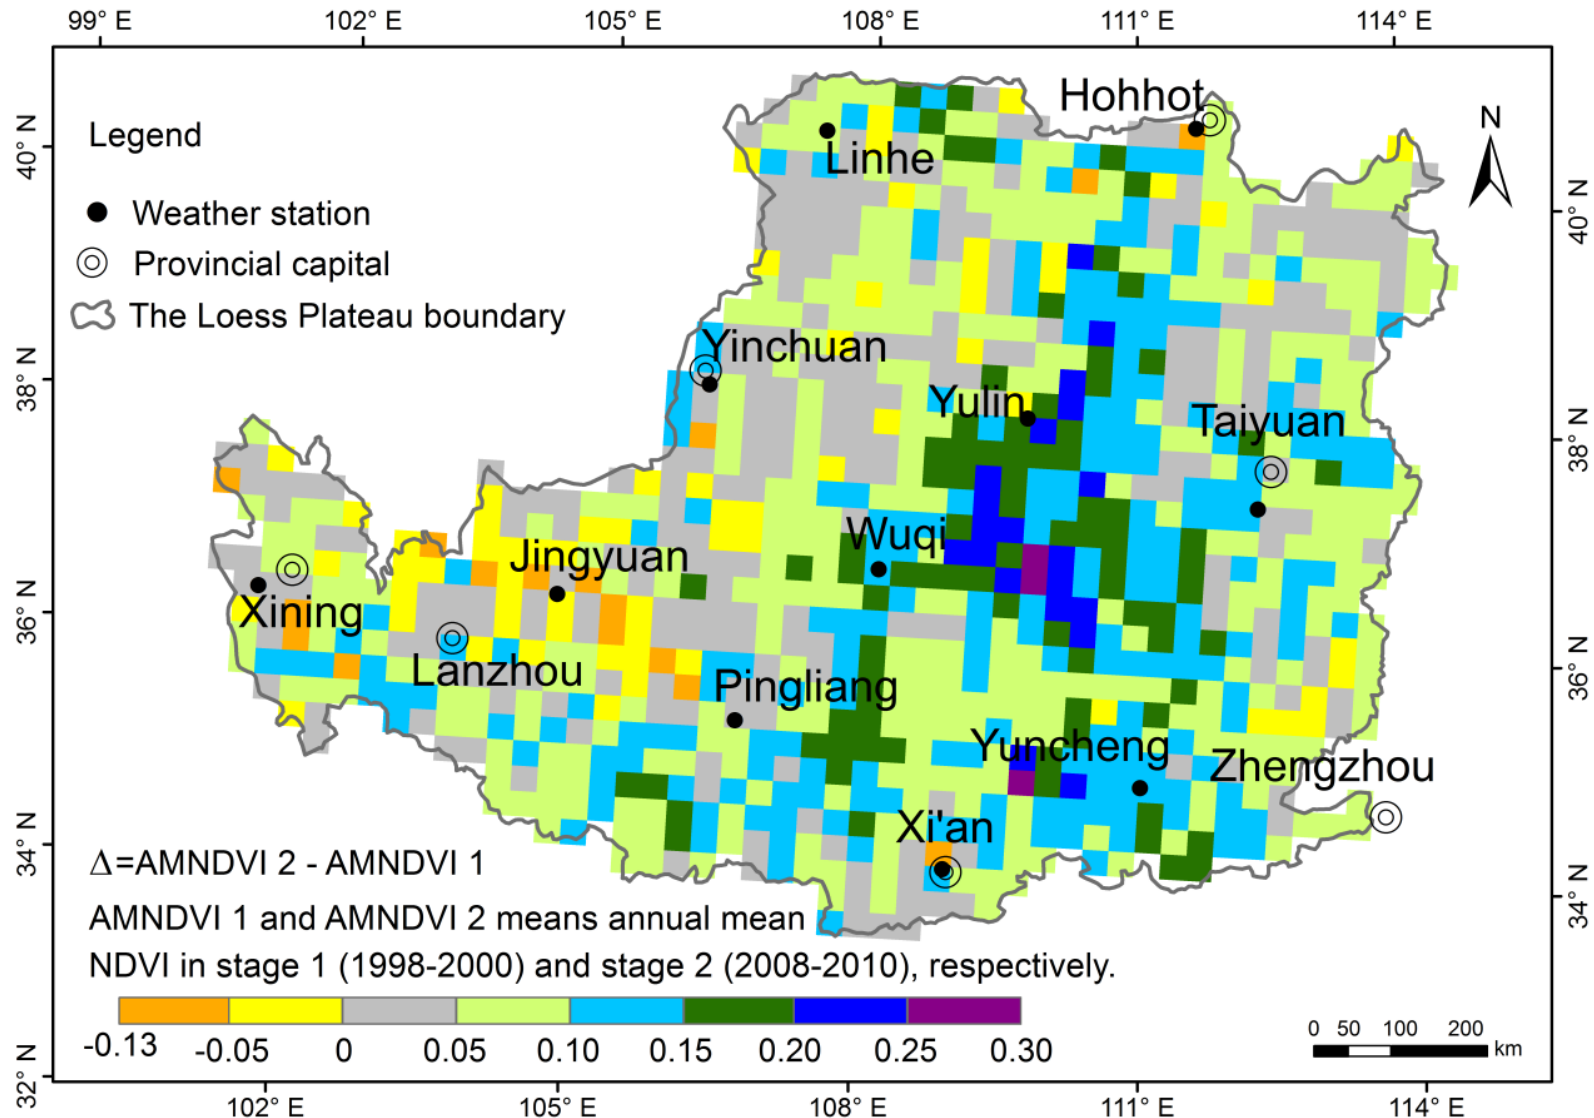 99° E 102° E 105° E 108° E 111° E 114° E
40° N
38° N
36° N
34° N
32° N
Legend
Weather station
Provincial capital
The Loess Plateau boundary
N
40° N
38° N
36° N
34° N
Hohhot
Linhe
Yinchuan
Yulin
Taiyuan
Wuqi
Jingyuan
Xining
Lanzhou
Pingliang
Yuncheng
Zhengzhou
Xi'an
Δ=AMNDVI 2 - AMNDVI 1
AMNDVI 1 and AMNDVI 2 means annual mean
NDVI in stage 1 (1998-2000) and stage 2 (2008-2010), respectively.
-0.13 -0.05 0 0.05 0.10 0.15 0.20 0.25 0.30
0 50 100 200
km
102° E 105° E 108° E 111° E 114° E